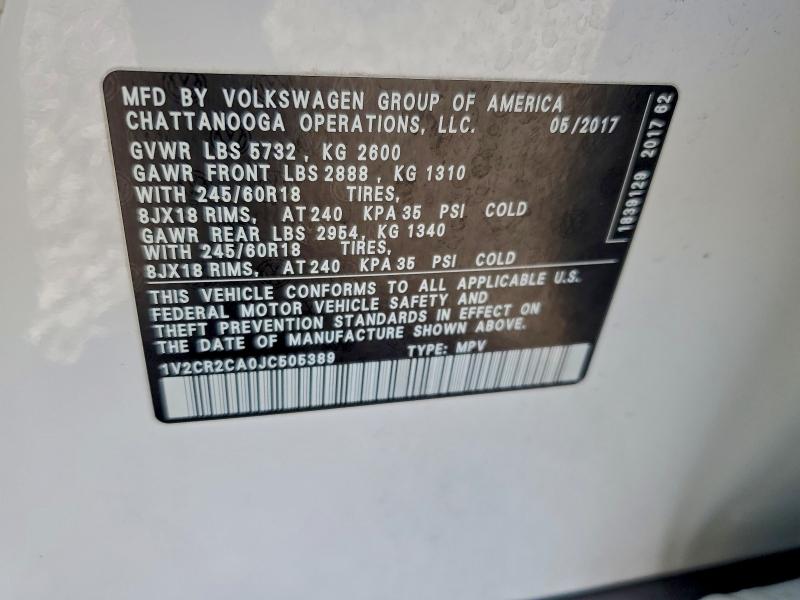 MFD BY VOLKSWAGEN GROUP OF AMERICA
CHATTANOOGA OPERATIONS, LLC. 05/2017
GVWR LBS 5732, KG 2600
GAWR FRONT LBS 2888, KG 1310
WITH 245/60R18 TIRES,
8JX18 RIMS, AT 240 KPA 35 PSI COLD
GAWR REAR LBS 2954, KG 1340
WITH 245/60R18 TIRES,
8JX18 RIMS, AT 240 KPA 35 PSI COLD
THIS VEHICLE CONFORMS TO ALL APPLICABLE U.S.
FEDERAL MOTOR VEHICLE SAFETY AND
THEFT PREVENTION STANDARDS IN EFFECT ON
THE DATE OF MANUFACTURE SHOWN ABOVE.
1V2CR2CA0JC505389 TYPE: MPV
1839129 2017 62